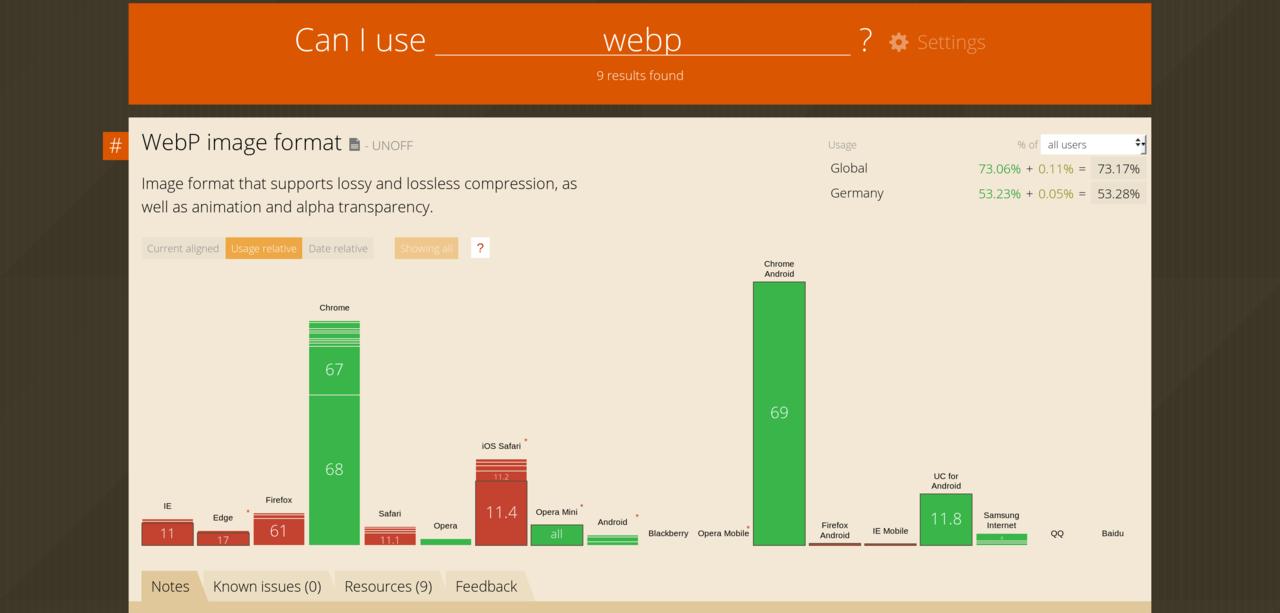 Can I use webp ? Settings
9 results found
# WebP image format - UNOFF
Usage % of all users
Global 73.06% + 0.11% = 73.17%
Germany 53.23% + 0.05% = 53.28%
Image format that supports lossy and lossless compression, as
well as animation and alpha transparency.
Current aligned Usage relative Date relative Showing all ?
IE
11
Edge *
17
Firefox
61
Chrome
67
68
Safari
11.1
Opera
iOS Safari *
11.2
11.4
Opera Mini *
all
Android *
Blackberry
Opera Mobile *
Chrome
Android
69
Firefox
Android
IE Mobile
UC for
Android
11.8
Samsung
Internet
QQ
Baidu
Notes Known issues (0) Resources (9) Feedback